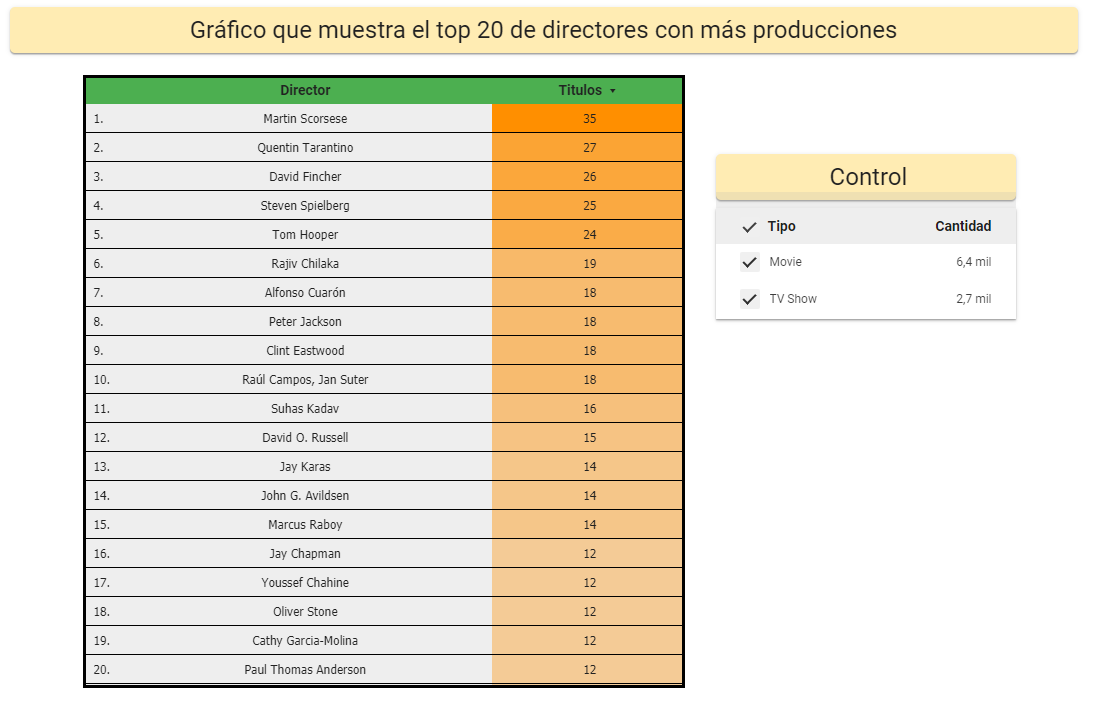 Gráfico que muestra el top 20 de directores con más producciones
Director Titulos
1. Martin Scorsese 35
2. Quentin Tarantino 27
3. David Fincher 26
4. Steven Spielberg 25
5. Tom Hooper 24
6. Rajiv Chilaka 19
7. Alfonso Cuarón 18
8. Peter Jackson 18
9. Clint Eastwood 18
10. Raúl Campos, Jan Suter 18
11. Suhas Kadav 16
12. David O. Russell 15
13. Jay Karas 14
14. John G. Avildsen 14
15. Marcus Raboy 14
16. Jay Chapman 12
17. Youssef Chahine 12
18. Oliver Stone 12
19. Cathy Garcia-Molina 12
20. Paul Thomas Anderson 12
Control
Tipo Cantidad
Movie 6,4 mil
TV Show 2,7 mil